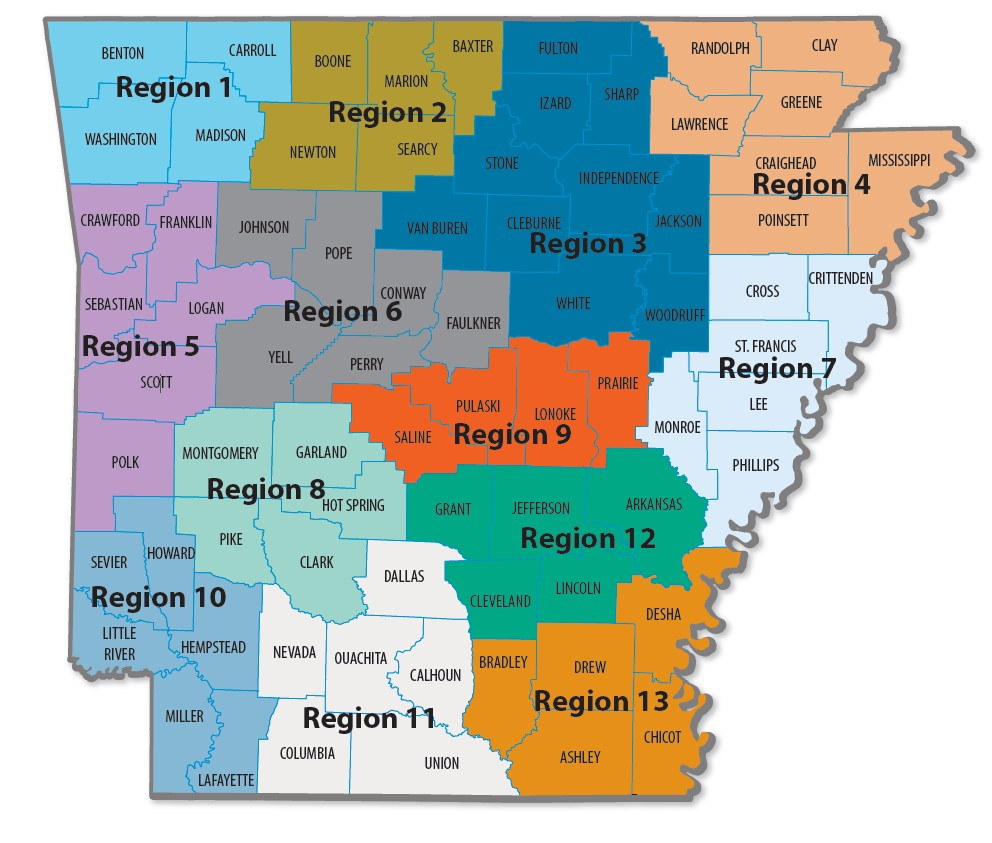 BENTON
CARROLL
Region 1
WASHINGTON
MADISON
BOONE
MARION
BAXTER
Region 2
NEWTON
SEARCY
FULTON
IZARD
SHARP
STONE
INDEPENDENCE
VAN BUREN
CLEBURNE
JACKSON
Region 3
WHITE
WOODRUFF
RANDOLPH
CLAY
GREENE
LAWRENCE
CRAIGHEAD
MISSISSIPPI
Region 4
POINSETT
CRAWFORD
FRANKLIN
SEBASTIAN
LOGAN
Region 5
SCOTT
POLK
JOHNSON
POPE
CONWAY
Region 6
FAULKNER
YELL
PERRY
CROSS
CRITTENDEN
ST. FRANCIS
Region 7
LEE
MONROE
PHILLIPS
MONTGOMERY
GARLAND
Region 8
HOT SPRING
PIKE
CLARK
PRAIRIE
PULASKI
LONOKE
SALINE
Region 9
SEVIER
HOWARD
Region 10
LITTLE
RIVER
HEMPSTEAD
MILLER
LAFAYETTE
DALLAS
NEVADA
OUACHITA
CALHOUN
Region 11
COLUMBIA
UNION
GRANT
JEFFERSON
ARKANSAS
Region 12
CLEVELAND
LINCOLN
DESHA
BRADLEY
DREW
Region 13
CHICOT
ASHLEY